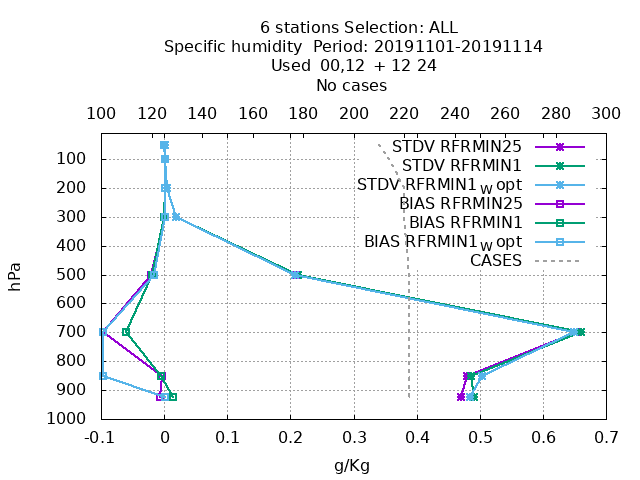 6 stations Selection: ALL
Specific humidity Period: 20191101-20191114
Used 00,12 + 12 24
No cases
100 120 140 160 180 200 220 240 260 280 300
STDV RFRMIN25
STDV RFRMIN1
STDV RFRMIN1W opt
BIAS RFRMIN25
BIAS RFRMIN1
BIAS RFRMIN1W opt
CASES
hPa
100
200
300
400
500
600
700
800
900
1000
-0.1 0 0.1 0.2 0.3 0.4 0.5 0.6 0.7
g/Kg